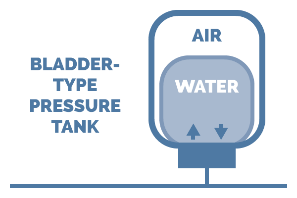 BLADDER-
TYPE
PRESSURE
TANK
AIR
WATER